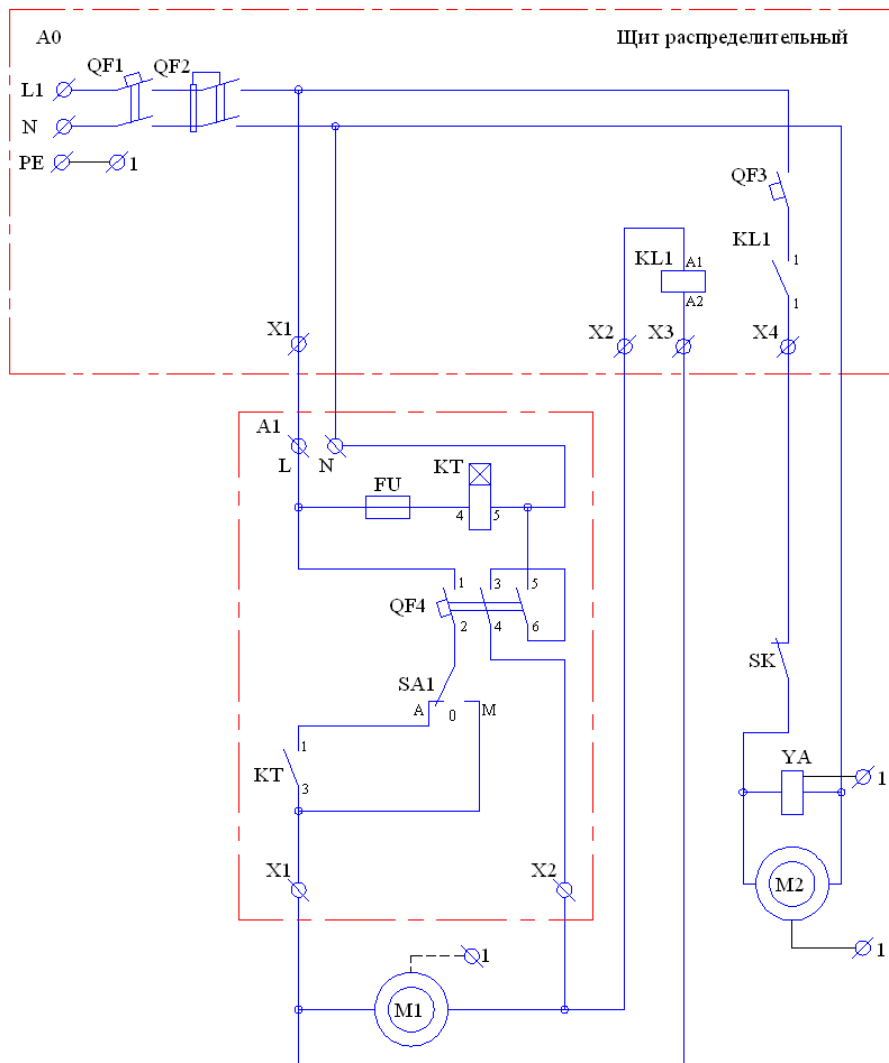 A0 Щит распределительный
QF1 QF2
L1
N
PE 1
QF3
KL1 A1 KL1 1
A2 1
X1 X2 X3 X4
A1
L N KT
FU
4 5
1 3 5
QF4
2 4 6
SK
SA1
A 0 M
1
KT
3
YA
1
X1 X2
M2
1
1
M1